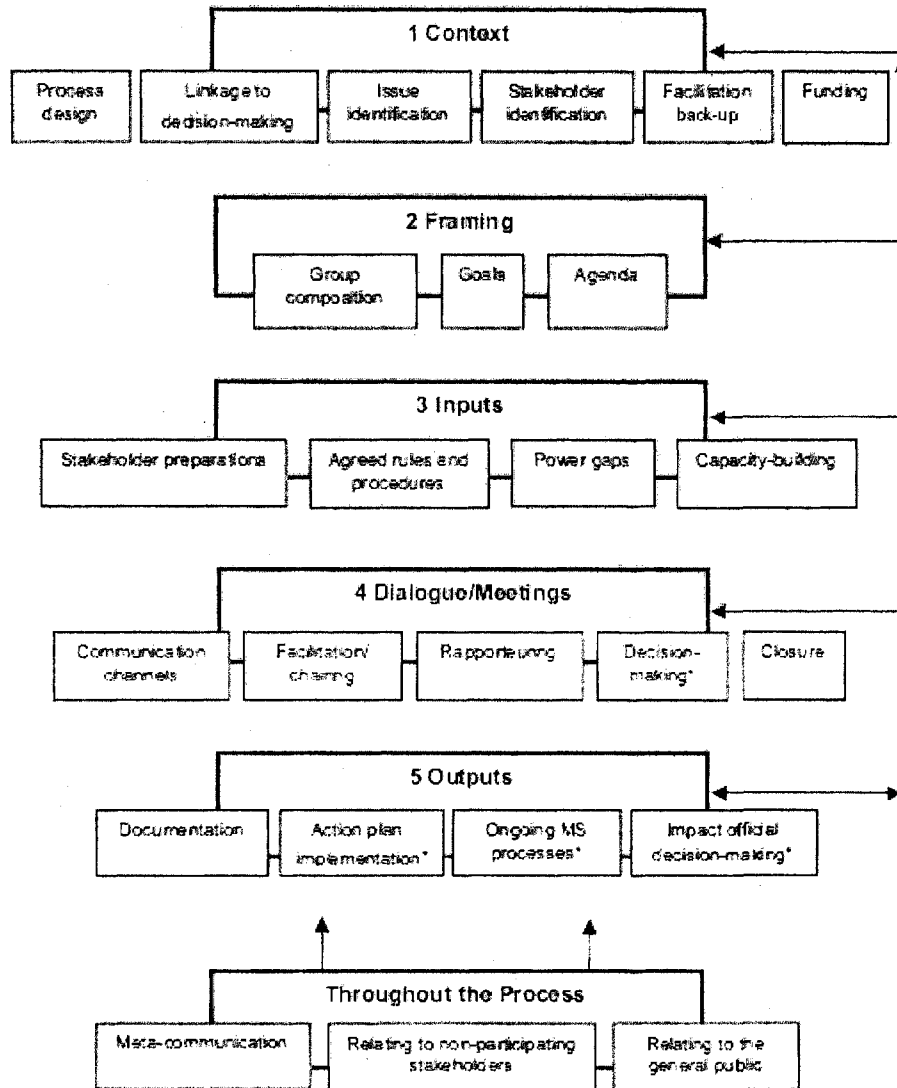 1 Context
Process
design
Linkage to
decision-making
Issue
identification
Stakeholder
identification
Facilitation
back-up
Funding
2 Framing
Group
composition
Goals
Agenda
3 Inputs
Stakeholder preparations
Agreed rules and
procedures
Power gaps
Capacity-building
4 Dialogue/Meetings
Communication
channels
Facilitation/
chairing
Rapporteuring
Decision-
making*
Closure
5 Outputs
Documentation
Action plan
implementation*
Ongoing MS
processes*
Impact official
decision-making*
Throughout the Process
Meta-communication
Relating to non-participating
stakeholders
Relating to the
general public